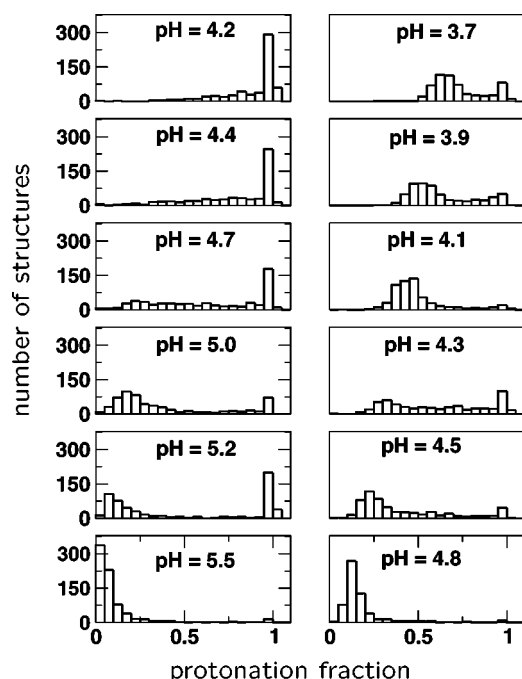 300
150
0
pH = 4.2
pH = 3.7
300
150
0
pH = 4.4
pH = 3.9
300
150
0
pH = 4.7
pH = 4.1
300
150
0
pH = 5.0
pH = 4.3
300
150
0
pH = 5.2
pH = 4.5
300
150
0
pH = 5.5
pH = 4.8
0 0.5 1
0 0.5 1
number of structures
protonation fraction